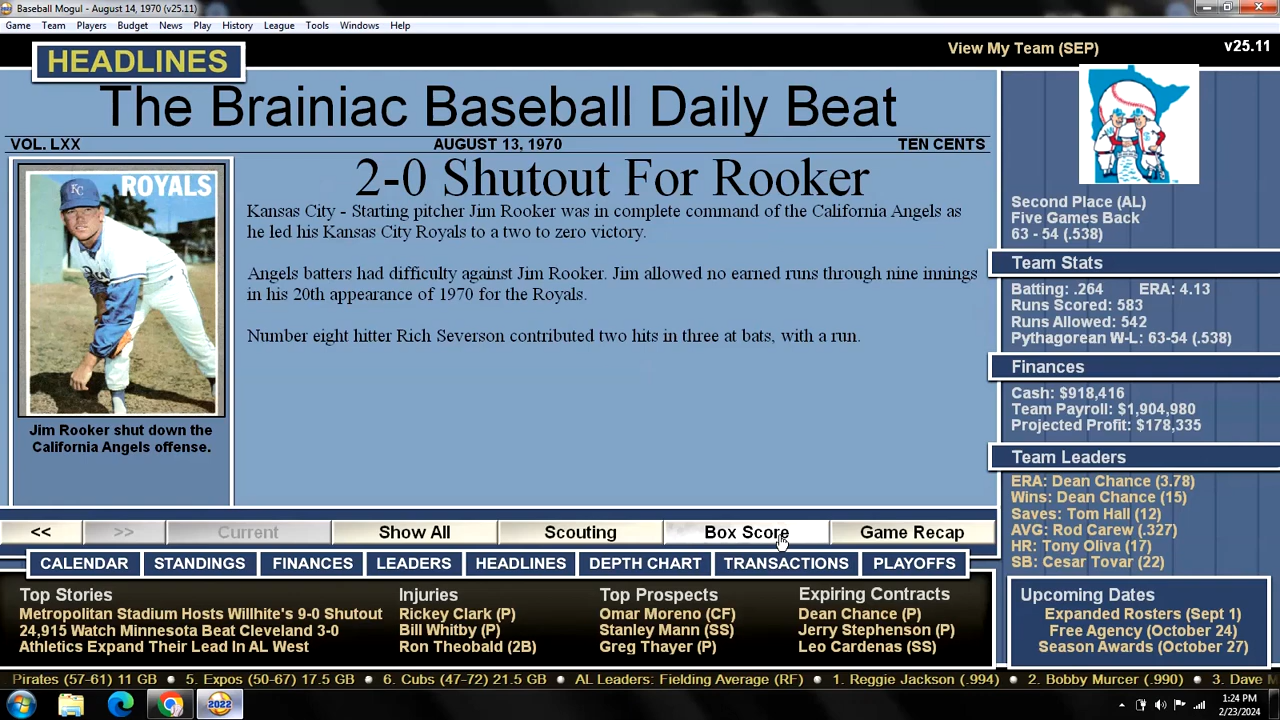 Baseball Mogul - August 14, 1970 (v25.11)
Game Team Players Budget News Play History League Tools Windows Help
HEADLINES
View My Team (SEP)
v25.11
The Brainiac Baseball Daily Beat
VOL. LXX AUGUST 13, 1970 TEN CENTS
ROYALS
KC
Jim Rooker shut down the
California Angels offense.
2-0 Shutout For Rooker
Kansas City - Starting pitcher Jim Rooker was in complete command of the California Angels as
he led his Kansas City Royals to a two to zero victory.
Angels batters had difficulty against Jim Rooker. Jim allowed no earned runs through nine innings
in his 20th appearance of 1970 for the Royals.
Number eight hitter Rich Severson contributed two hits in three at bats, with a run.
Second Place (AL)
Five Games Back
63 - 54 (.538)
Team Stats
Batting: .264 ERA: 4.13
Runs Scored: 583
Runs Allowed: 542
Pythagorean W-L: 63-54 (.538)
Finances
Cash: $918,416
Team Payroll: $1,904,980
Projected Profit: $178,335
Team Leaders
ERA: Dean Chance (3.78)
Wins: Dean Chance (15)
Saves: Tom Hall (12)
AVG: Rod Carew (.327)
HR: Tony Oliva (17)
SB: Cesar Tovar (22)
<< >> Current Show All Scouting Box Score Game Recap
CALENDAR STANDINGS FINANCES LEADERS HEADLINES DEPTH CHART TRANSACTIONS PLAYOFFS
Top Stories
Metropolitan Stadium Hosts Willhite's 9-0 Shutout
24,915 Watch Minnesota Beat Cleveland 3-0
Athletics Expand Their Lead In AL West
Injuries
Rickey Clark (P)
Bill Whitby (P)
Ron Theobald (2B)
Top Prospects
Omar Moreno (CF)
Stanley Mann (SS)
Greg Thayer (P)
Expiring Contracts
Dean Chance (P)
Jerry Stephenson (P)
Leo Cardenas (SS)
Upcoming Dates
Expanded Rosters (Sept 1)
Free Agency (October 24)
Season Awards (October 27)
Pirates (57-61) 11 GB • 5. Expos (50-67) 17.5 GB • 6. Cubs (47-72) 21.5 GB • AL Leaders: Fielding Average (RF) • 1. Reggie Jackson (.994) • 2. Bobby Murcer (.990) • 3. Dave M
2022
1:24 PM
2/23/2024